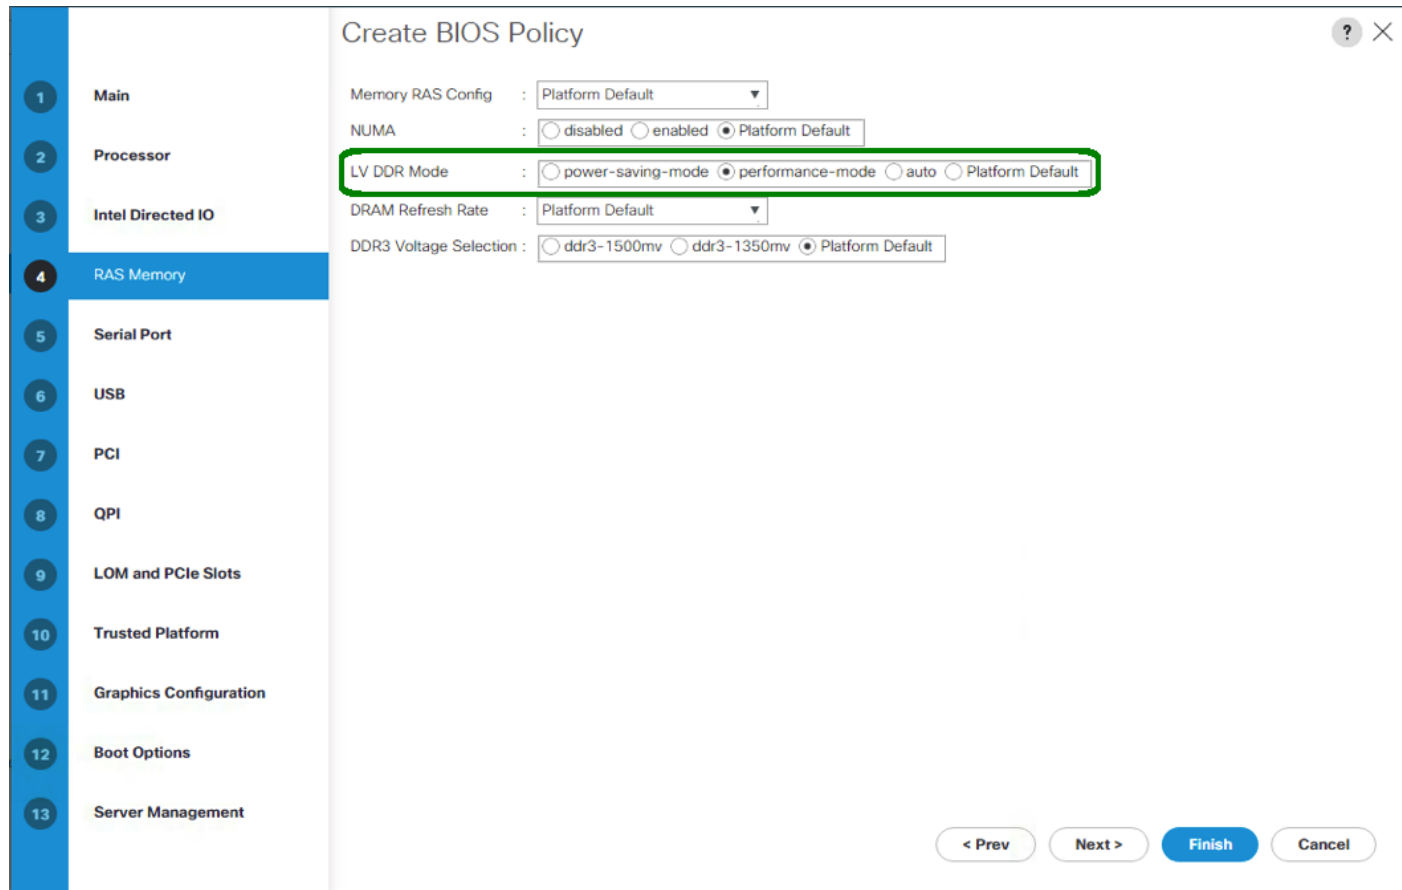 Create BIOS Policy
?
1 Main
2 Processor
3 Intel Directed IO
4 RAS Memory
5 Serial Port
6 USB
7 PCI
8 QPI
9 LOM and PCIe Slots
10 Trusted Platform
11 Graphics Configuration
12 Boot Options
13 Server Management
Memory RAS Config : Platform Default
NUMA : disabled enabled Platform Default
LV DDR Mode : power-saving-mode performance-mode auto Platform Default
DRAM Refresh Rate : Platform Default
DDR3 Voltage Selection : ddr3-1500mv ddr3-1350mv Platform Default
< Prev Next > Finish Cancel